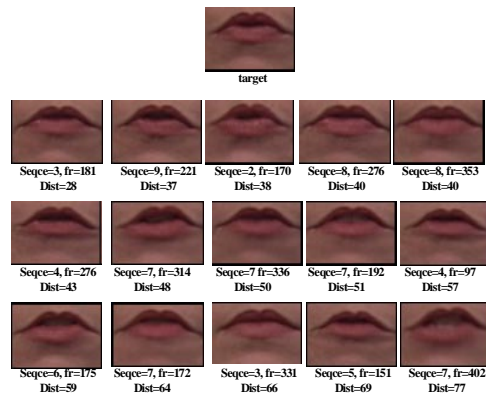 target
Seqce=3, fr=181 Seqce=9, fr=221 Seqce=2, fr=170 Seqce=8, fr=276 Seqce=8, fr=353
Dist=28 Dist=37 Dist=38 Dist=40 Dist=40
Seqce=4, fr=276 Seqce=7, fr=314 Seqce=7 fr=336 Seqce=7, fr=192 Seqce=4, fr=97
Dist=43 Dist=48 Dist=50 Dist=51 Dist=57
Seqce=6, fr=175 Seqce=7, fr=172 Seqce=3, fr=331 Seqce=5, fr=151 Seqce=7, fr=402
Dist=59 Dist=64 Dist=66 Dist=69 Dist=77